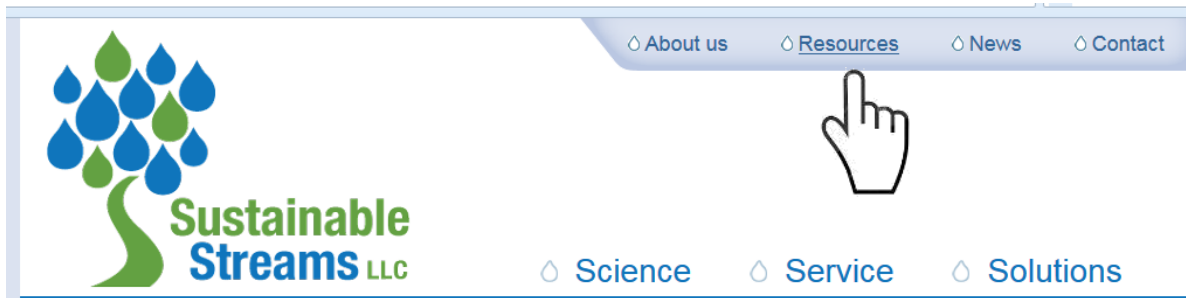 About us Resources News Contact
Sustainable
Streams LLC
Science Service Solutions